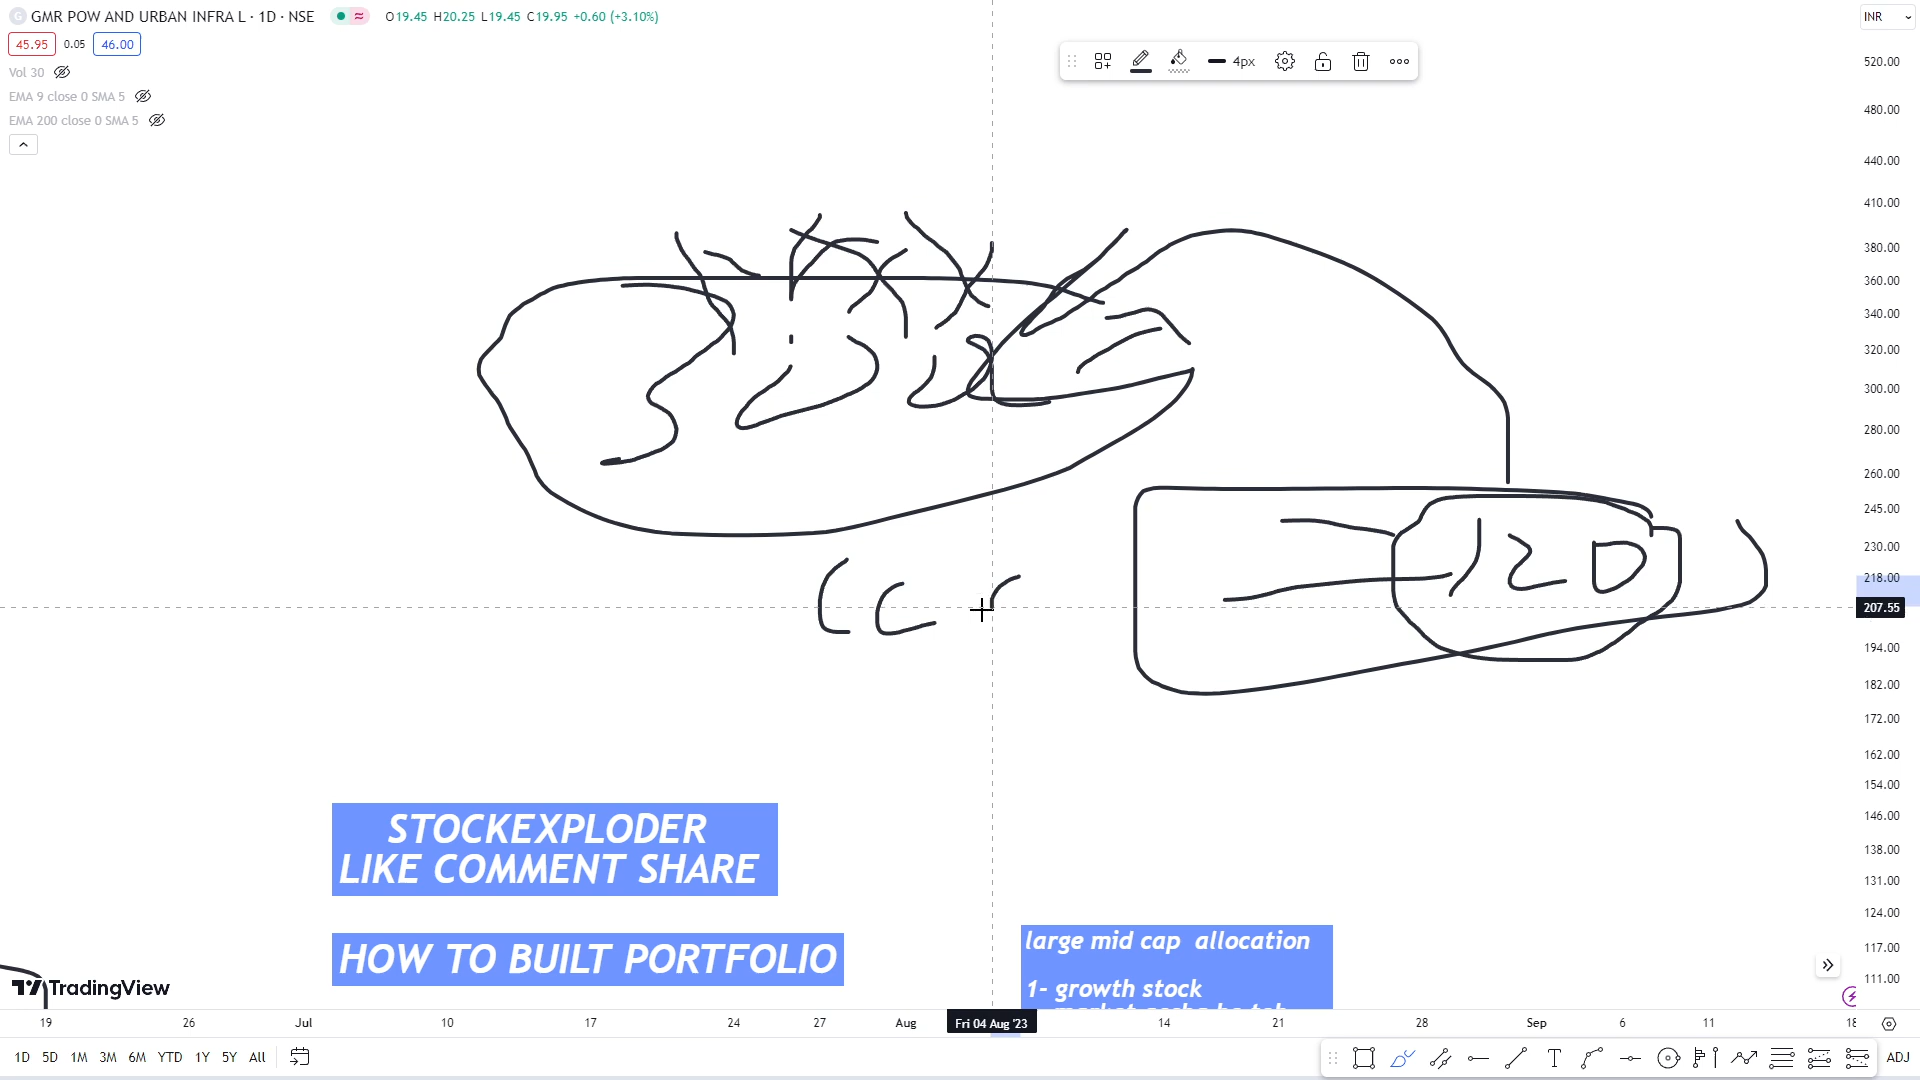 GMR POW AND URBAN INFRA L · 1D · NSE
O19.45 H20.25 L19.45 C19.95 +0.60 (+3.10%)
INR
45.95 0.05 46.00
Vol 30
EMA 9 close 0 SMA 5
EMA 200 close 0 SMA 5
4px
520.00
480.00
440.00
410.00
380.00
360.00
340.00
320.00
300.00
280.00
260.00
245.00
230.00
218.00
207.55
194.00
182.00
172.00
162.00
154.00
146.00
138.00
131.00
124.00
117.00
111.00
120
STOCKEXPLODER
LIKE COMMENT SHARE
HOW TO BUILT PORTFOLIO
large mid cap allocation
1- growth stock
TradingView
19 26 Jul 10 17 24 27 Aug Fri 04 Aug '23 14 21 28 Sep 6 11 18
1D 5D 1M 3M 6M YTD 1Y 5Y All
ADJ